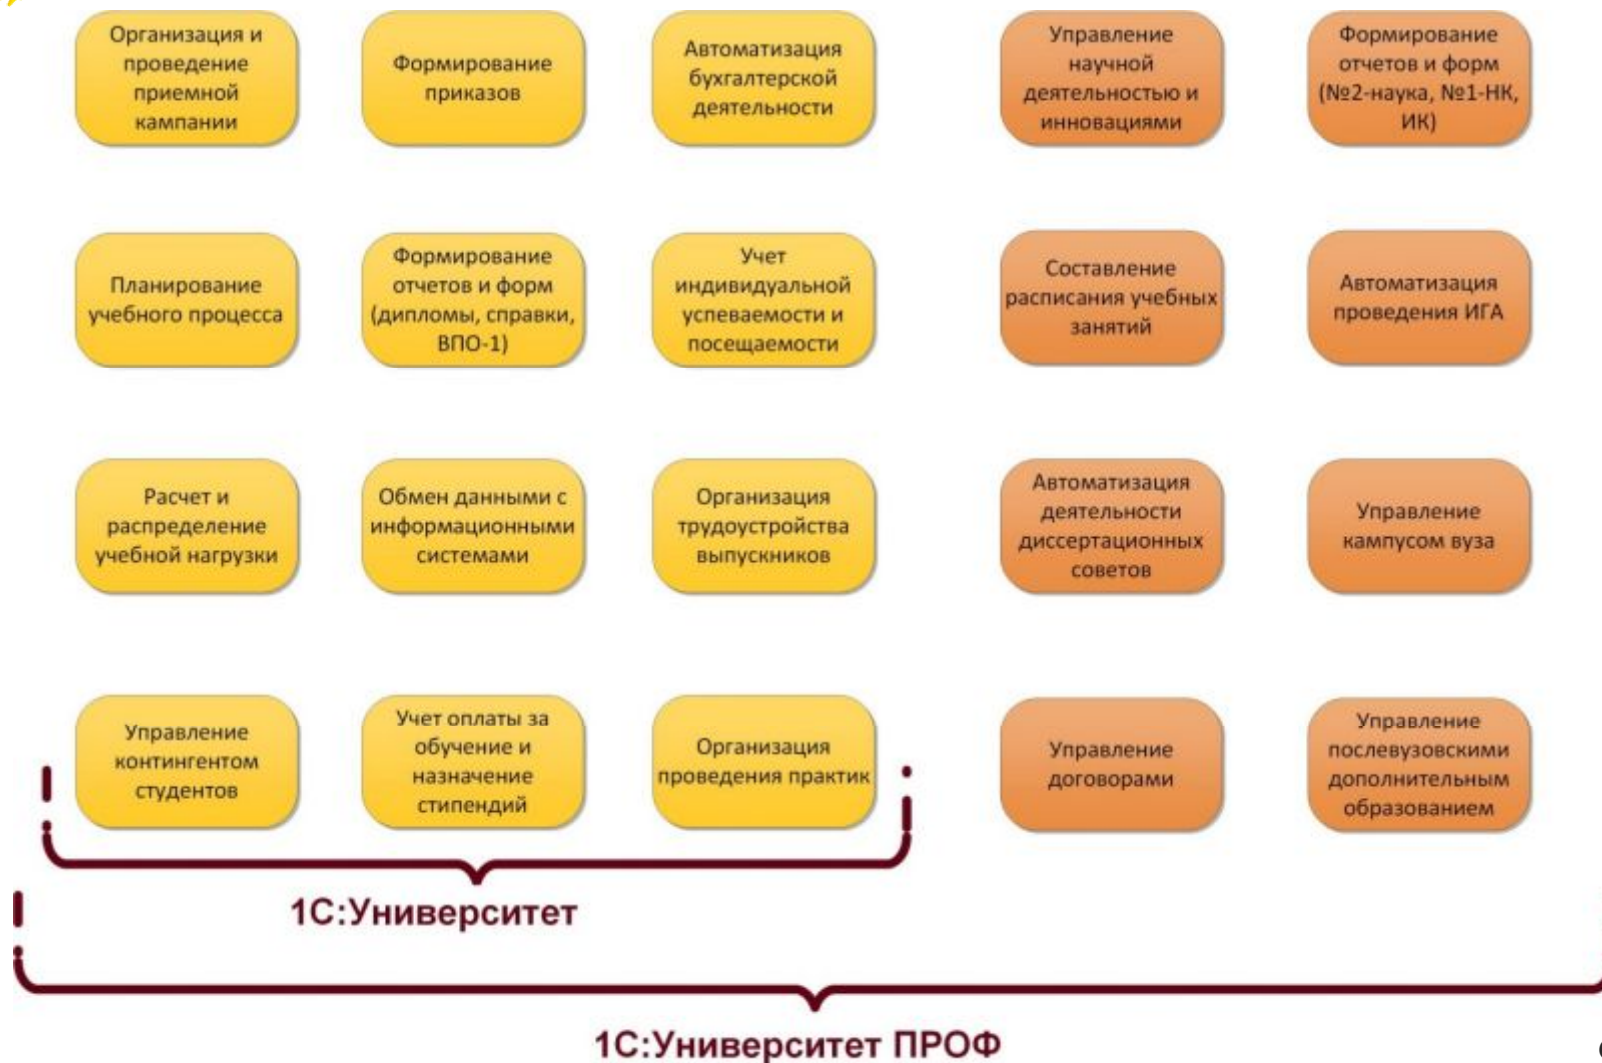 Организация и
проведение
приемной
кампании
Формирование
приказов
Автоматизация
бухгалтерской
деятельности
Управление
научной
деятельностью и
инновациями
Формирование
отчетов и форм
(№2-наука, №1-НК,
ИК)
Планирование
учебного процесса
Формирование
отчетов и форм
(дипломы, справки,
ВПО-1)
Учет
индивидуальной
успеваемости и
посещаемости
Составление
расписания учебных
занятий
Автоматизация
проведения ИГА
Расчет и
распределение
учебной нагрузки
Обмен данными с
информационными
системами
Организация
трудоустройства
выпускников
Автоматизация
деятельности
диссертационных
советов
Управление
кампусом вуза
Управление
контингентом
студентов
Учет оплаты за
обучение и
назначение
стипендий
Организация
проведения практик
Управление
договорами
Управление
послевузовскими
дополнительным
образованием
1С:Университет
1С:Университет ПРОФ